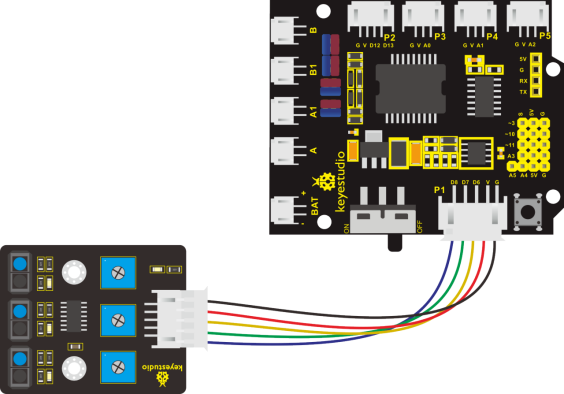 B
P2
P3
P4
P5
G V D12 D13
G V A0
G V A1
G V A2
5V
G
RX
TX
B1
A1
A
BAT
+
-
keyestudio
S
5V
G
~3
~10
~11
A3
A5
A4
5V
G
P1
D8 D7 D6 V G
ON
OFF
keyestudio